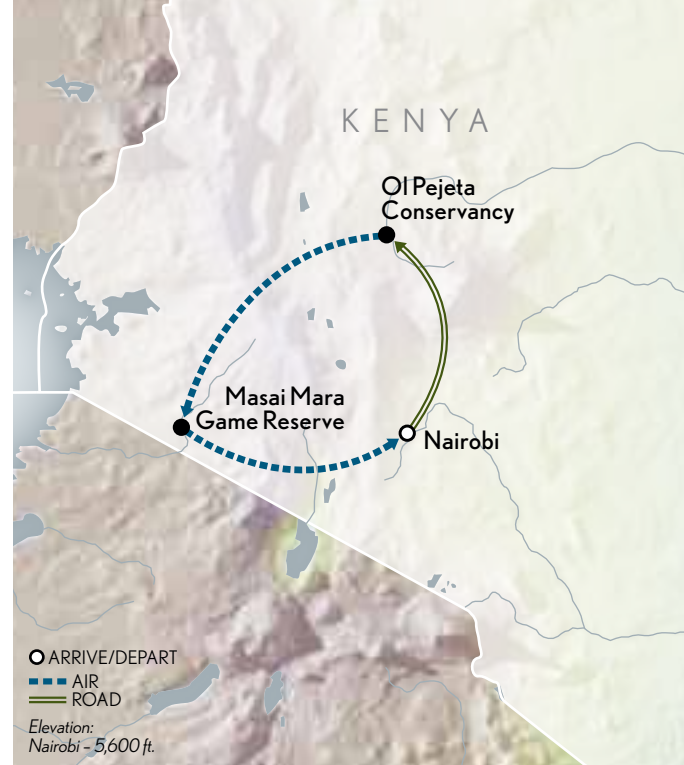 KENYA
Ol Pejeta
Conservancy
Masai Mara
Game Reserve
Nairobi
ARRIVE/DEPART
AIR
ROAD
Elevation:
Nairobi – 5,600 ft.